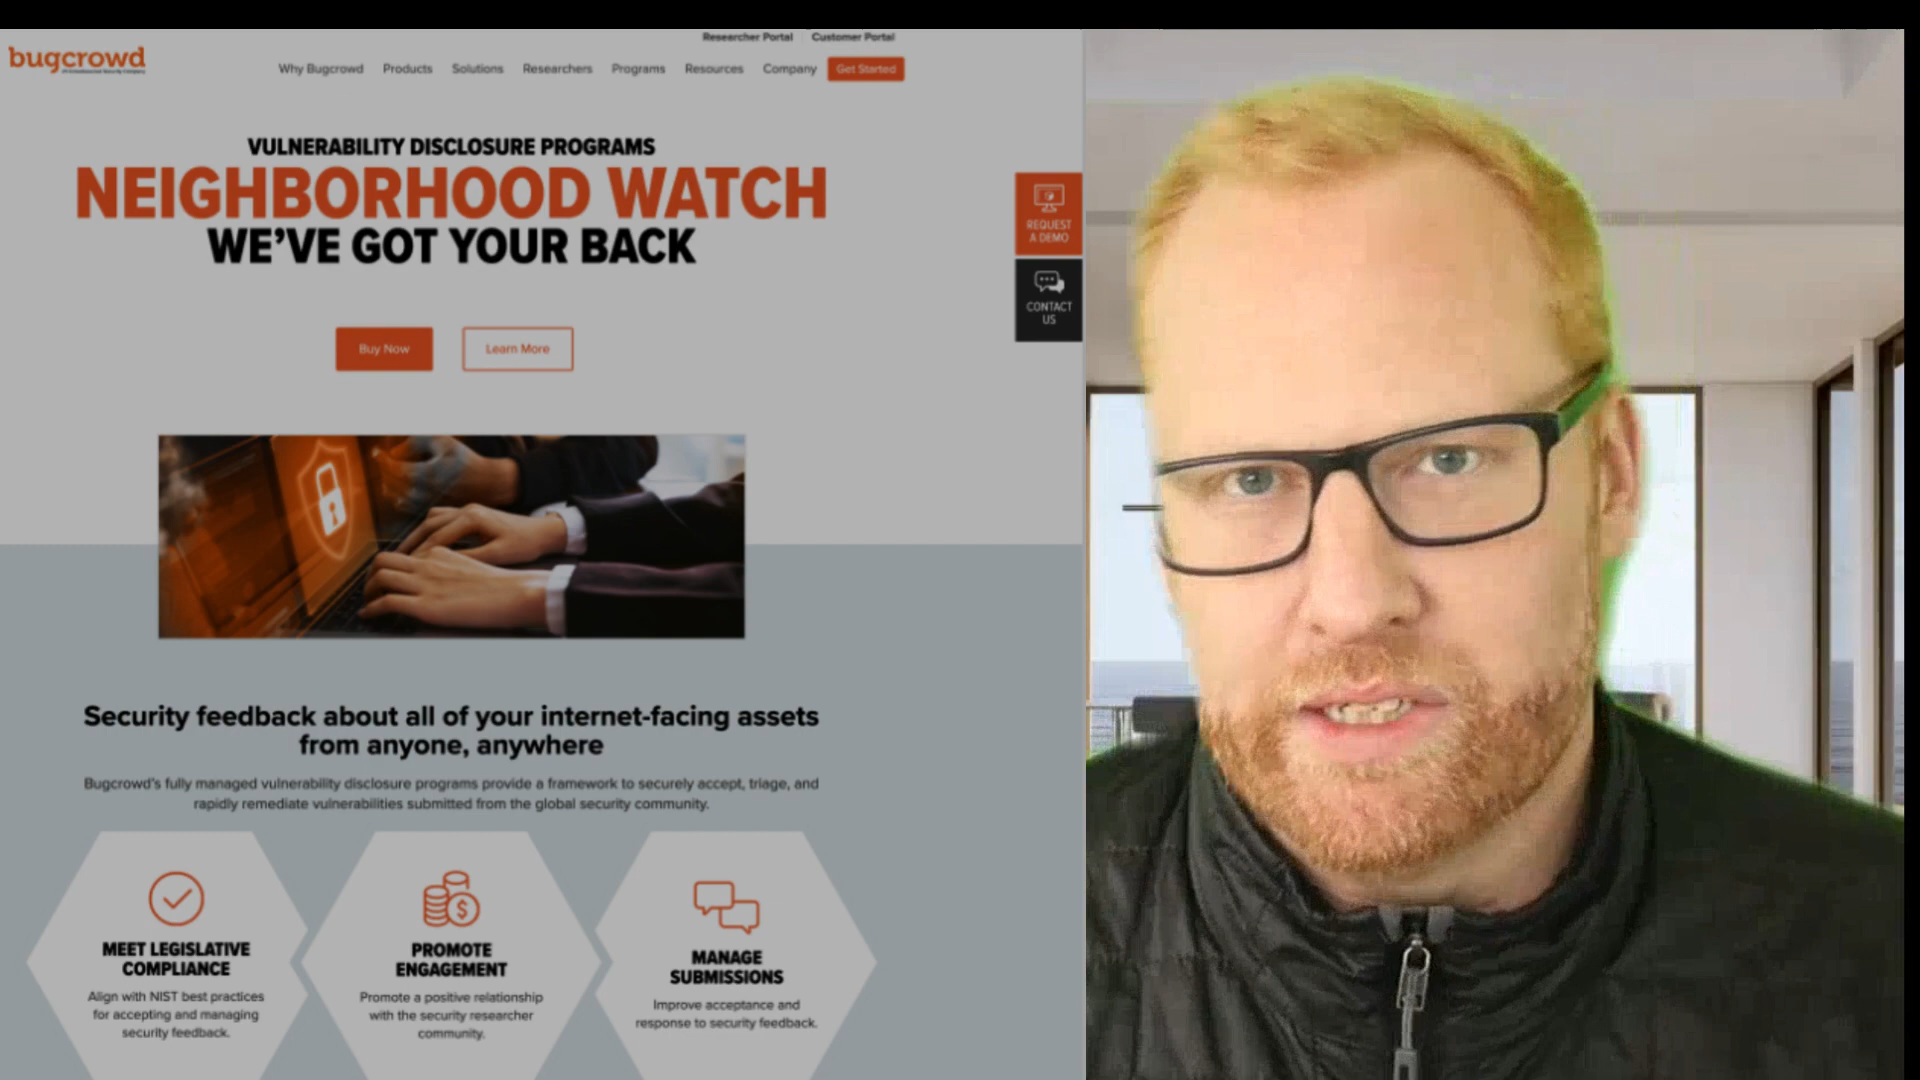 Researcher Portal
Customer Portal
bugcrowd
Why Bugcrowd
Products
Solutions
Researchers
Programs
Resources
Company
Get Started
VULNERABILITY DISCLOSURE PROGRAMS
NEIGHBORHOOD WATCH
WE'VE GOT YOUR BACK
REQUEST
A DEMO
CONTACT
US
Buy Now
Learn More
Security feedback about all of your internet-facing assets
from anyone, anywhere
Bugcrowd's fully managed vulnerability disclosure programs provide a framework to securely accept, triage, and
rapidly remediate vulnerabilities submitted from the global security community.
MEET LEGISLATIVE
COMPLIANCE
Align with NIST best practices
for accepting and managing
security feedback.
PROMOTE
ENGAGEMENT
Promote a positive relationship
with the security researcher
community.
MANAGE
SUBMISSIONS
Improve acceptance and
response to security feedback.